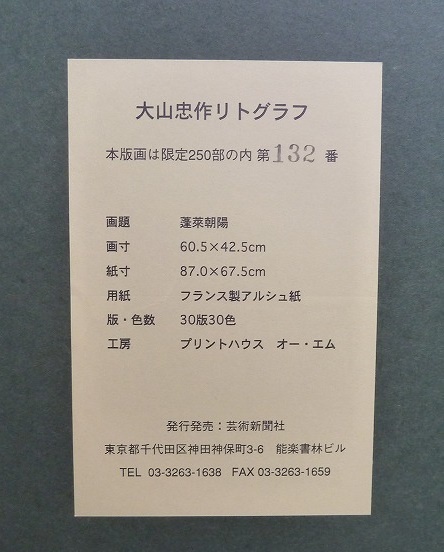 大山忠作リトグラフ
本版画は限定250部の内 第132 番
画題 蓬萊朝陽
画寸 60.5×42.5cm
紙寸 87.0×67.5cm
用紙 フランス製アルシュ紙
版・色数 30版30色
工房 プリントハウス オー・エム
発行発売：芸術新聞社
東京都千代田区神田神保町3-6 能楽書林ビル
TEL 03-3263-1638 FAX 03-3263-1659